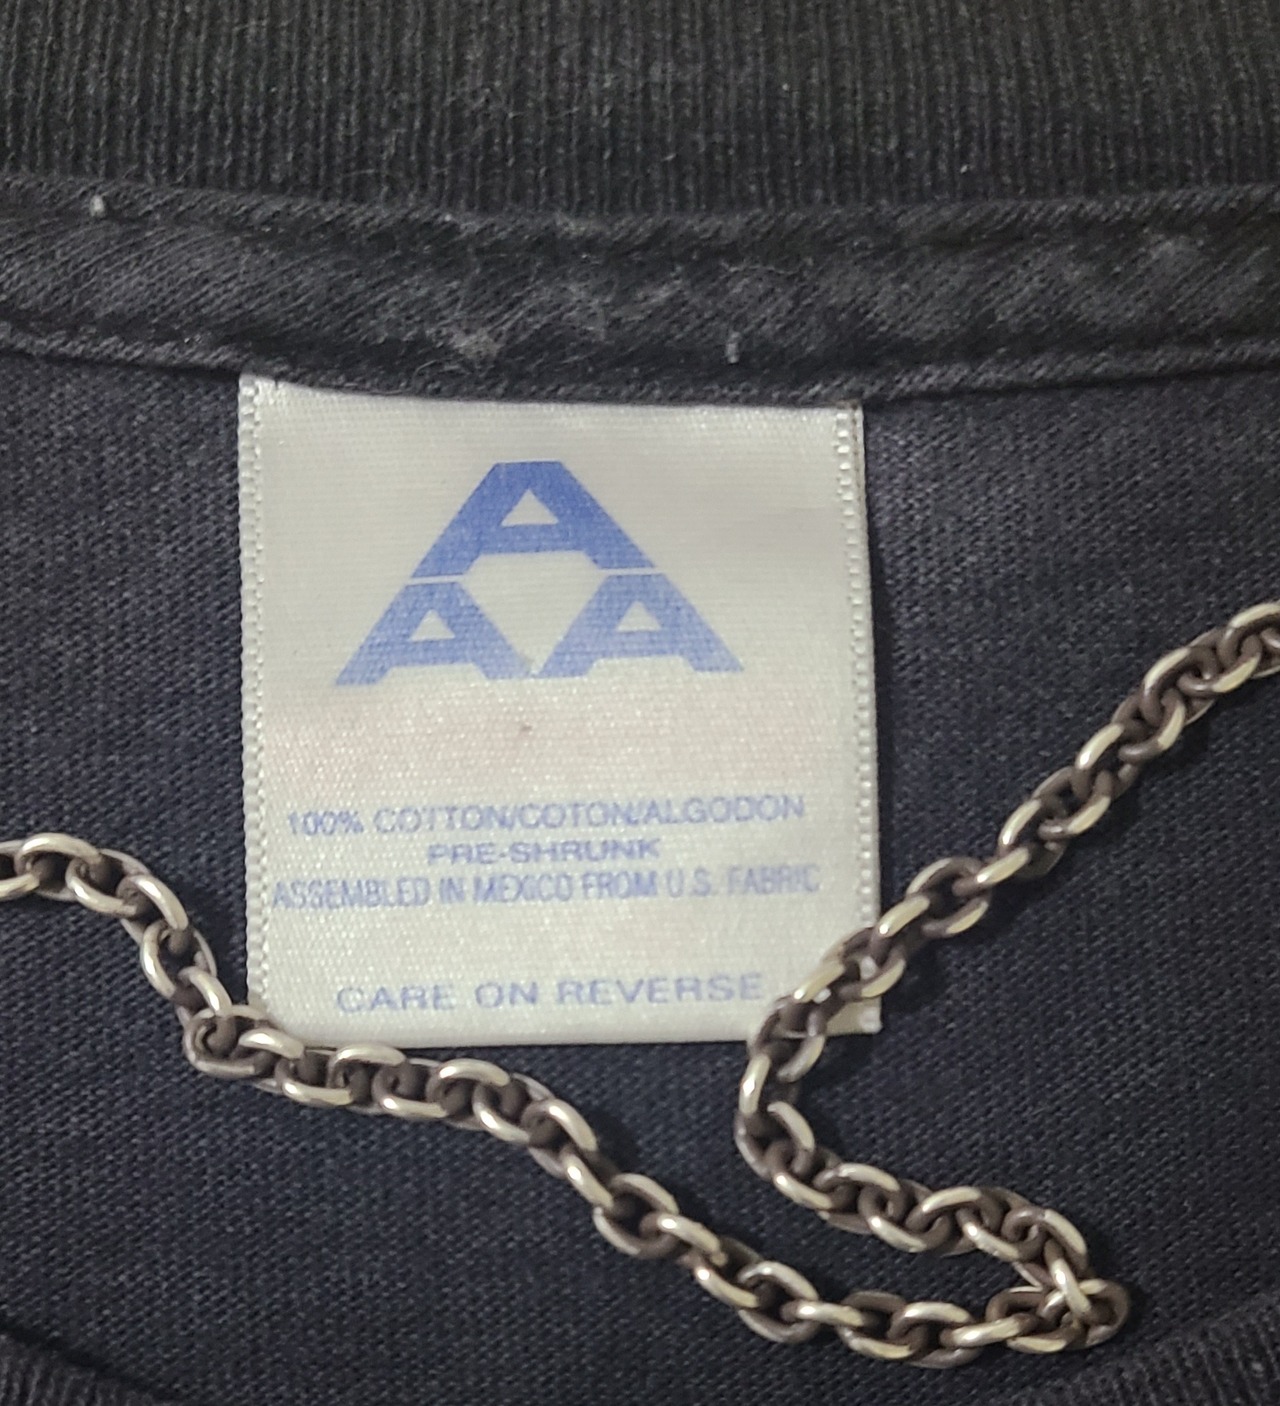 A
A A
100% COTTON/COTON/ALGODON
PRE-SHRUNK
ASSEMBLED IN MEXICO FROM U.S. FABRIC
CARE ON REVERSE